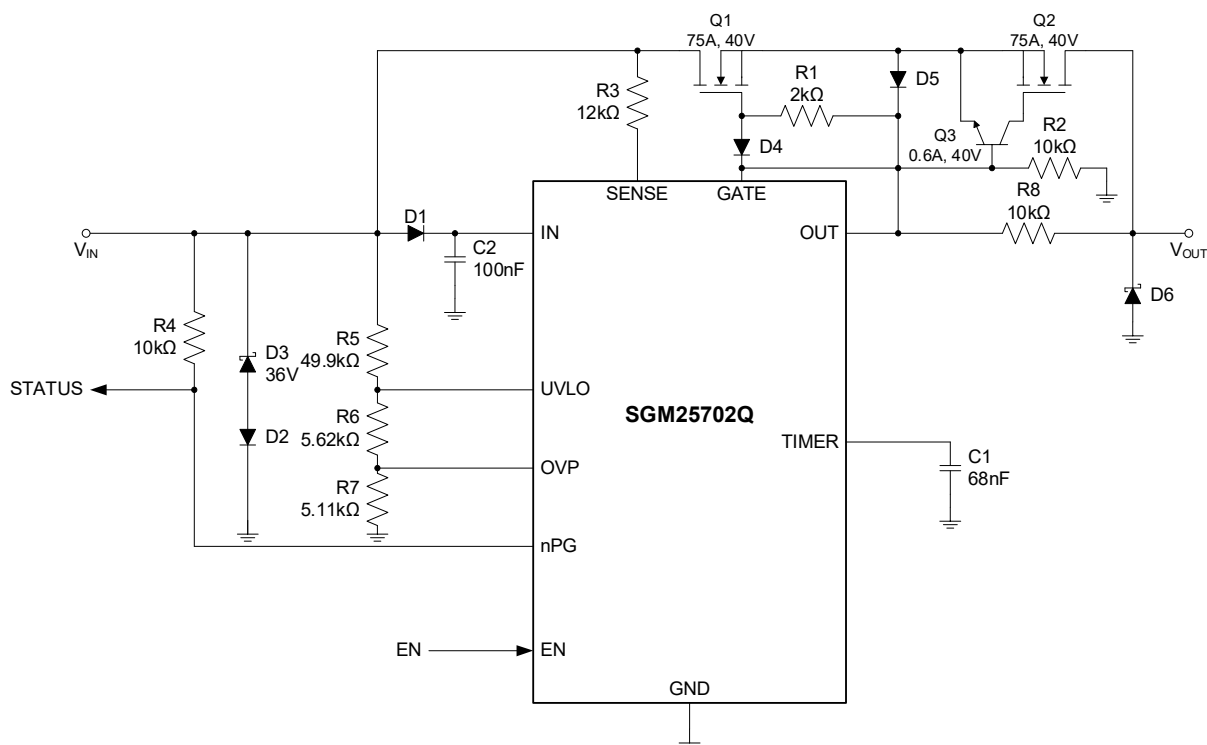 Q1
75A, 40V
Q2
75A, 40V
R3
12kΩ
R1
2kΩ
D5
D4
Q3
0.6A, 40V
R2
10kΩ
SENSE
GATE
R8
10kΩ
VIN
D1
C2
100nF
IN
OUT
VOUT
D6
R4
10kΩ
D3
36V
R5
49.9kΩ
STATUS
UVLO
SGM25702Q
D2
R6
5.62kΩ
TIMER
C1
68nF
OVP
R7
5.11kΩ
nPG
EN
EN
GND